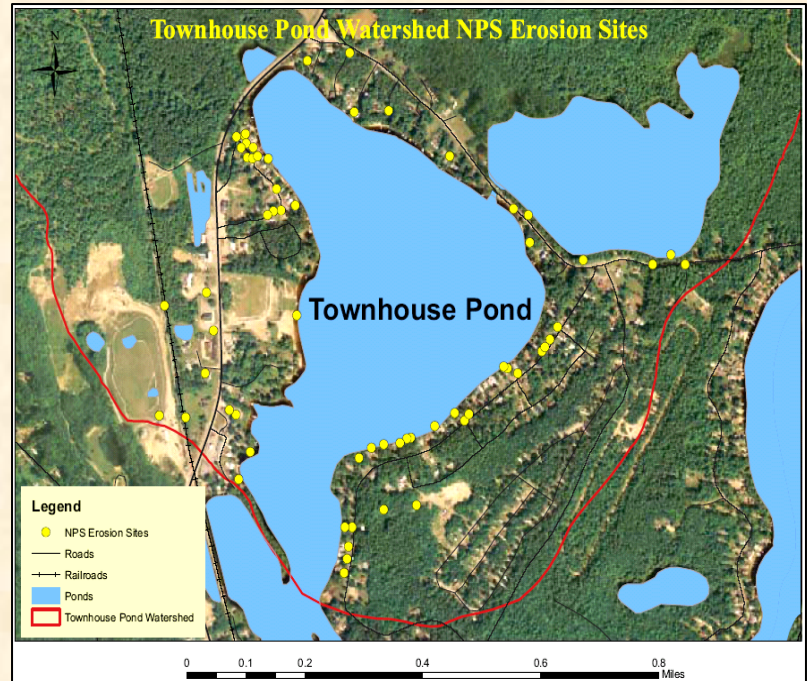 Townhouse Pond Watershed NPS Erosion Sites
N
Townhouse Pond
Legend
NPS Erosion Sites
Roads
Railroads
Ponds
Townhouse Pond Watershed
0 0.1 0.2 0.4 0.6 0.8
Miles